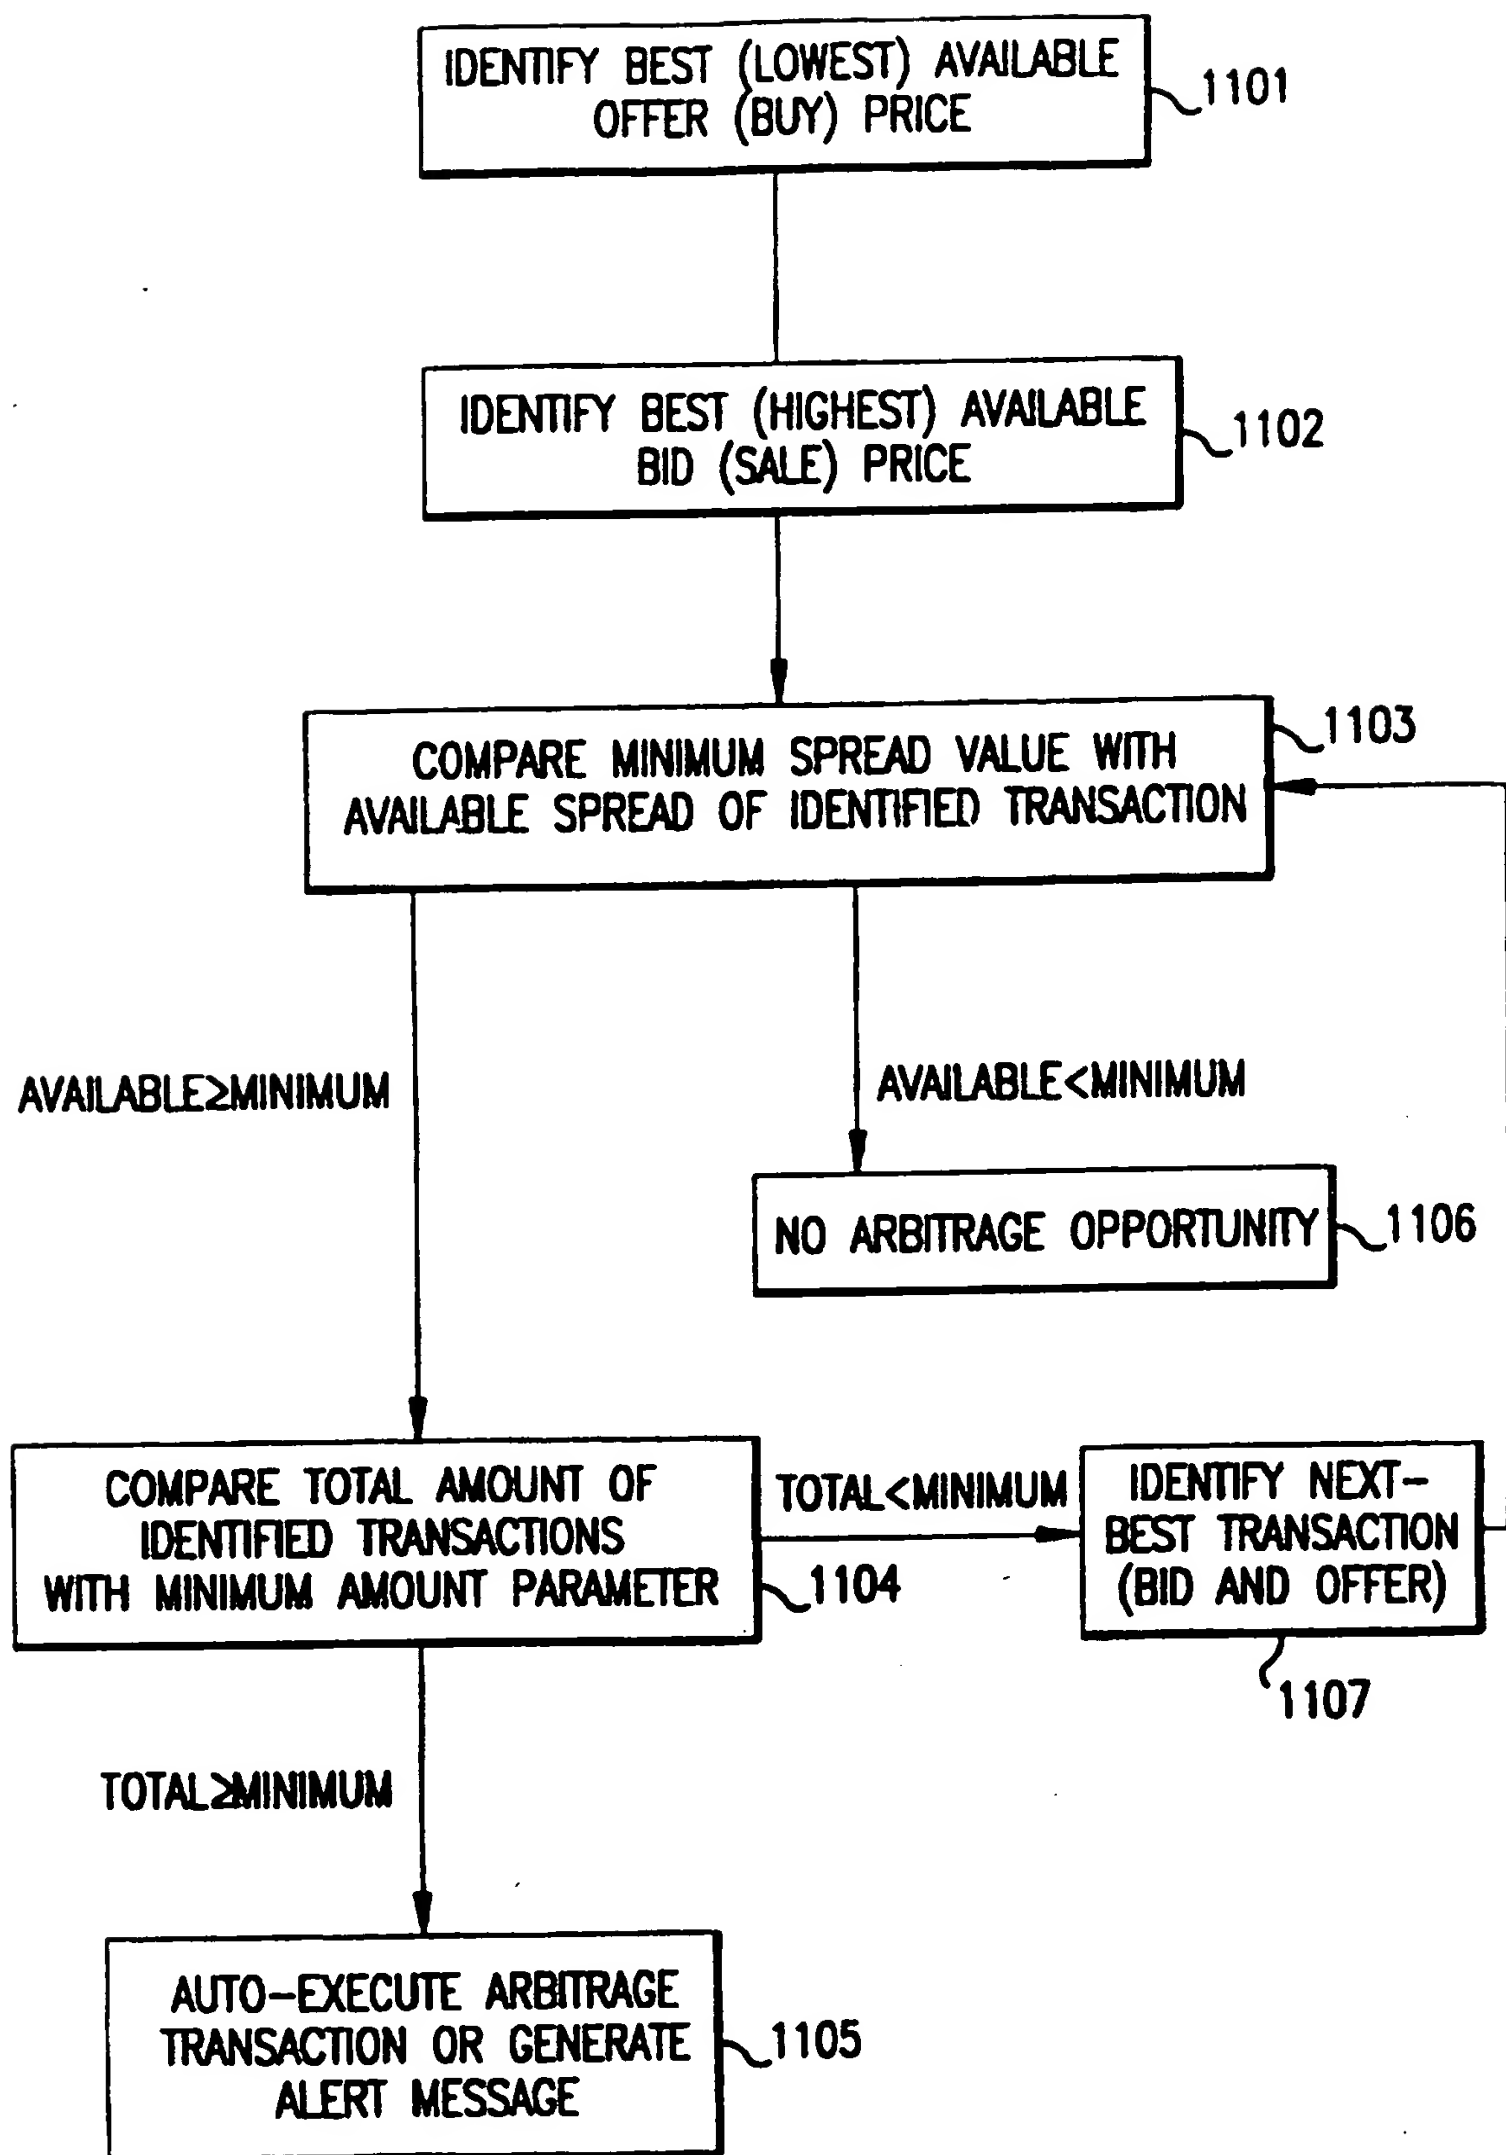 IDENTIFY BEST (LOWEST) AVAILABLE
OFFER (BUY) PRICE
1101
IDENTIFY BEST (HIGHEST) AVAILABLE
BID (SALE) PRICE
1102
COMPARE MINIMUM SPREAD VALUE WITH
AVAILABLE SPREAD OF IDENTIFIED TRANSACTION
1103
AVAILABLE≥MINIMUM
AVAILABLE<MINIMUM
NO ARBITRAGE OPPORTUNITY
1106
COMPARE TOTAL AMOUNT OF
IDENTIFIED TRANSACTIONS
WITH MINIMUM AMOUNT PARAMETER
1104
TOTAL<MINIMUM
IDENTIFY NEXT-
BEST TRANSACTION
(BID AND OFFER)
1107
TOTAL≥MINIMUM
AUTO-EXECUTE ARBITRAGE
TRANSACTION OR GENERATE
ALERT MESSAGE
1105